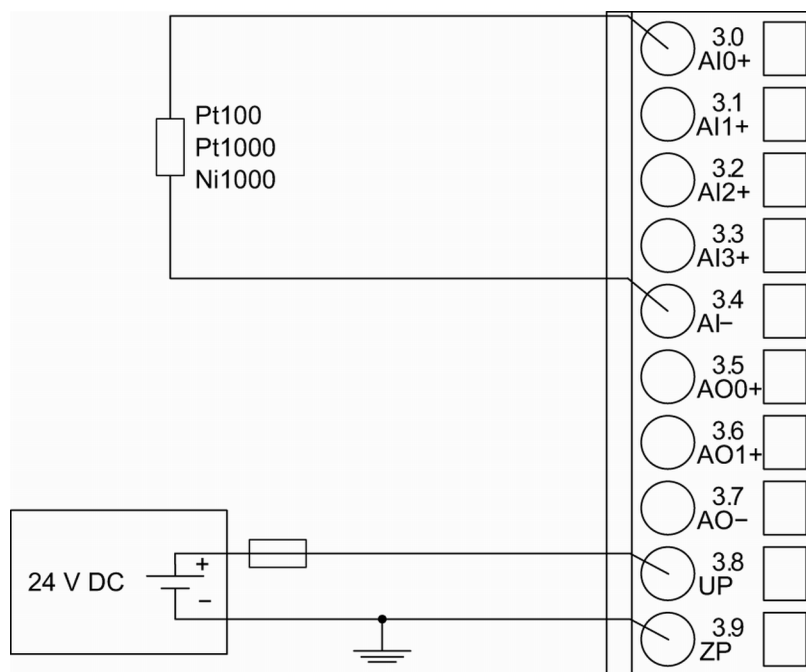 3.0
AI0+
Pt100
Pt1000
Ni1000
3.1
AI1+
3.2
AI2+
3.3
AI3+
3.4
AI–
3.5
AO0+
3.6
AO1+
3.7
AO–
24 V DC
+
–
3.8
UP
3.9
ZP